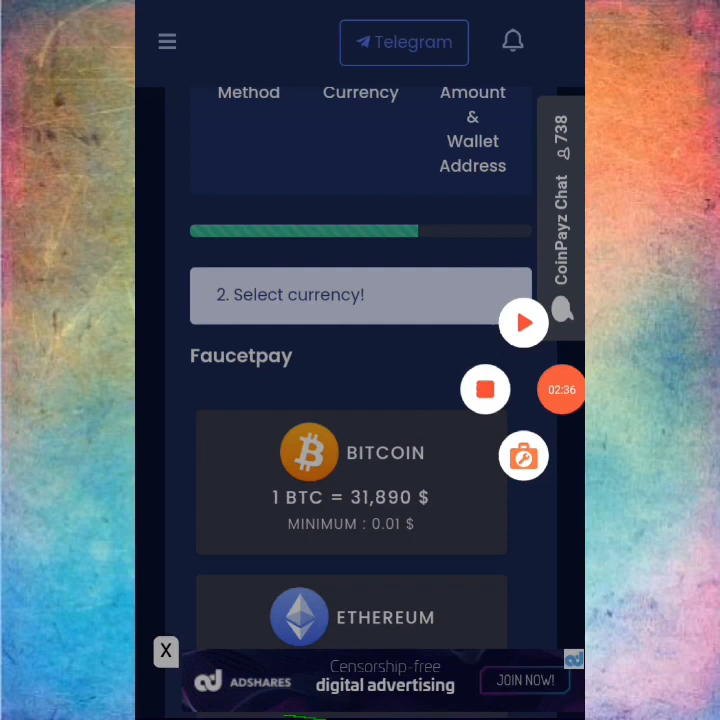 Telegram
Method
Currency
Amount
&
Wallet
Address
CoinPayz Chat 738
2. Select currency!
Faucetpay
02:36
BITCOIN
1 BTC = 31,890 $
MINIMUM : 0.01 $
ETHEREUM
X
ADSHARES
Censorship-free
digital advertising
JOIN NOW!